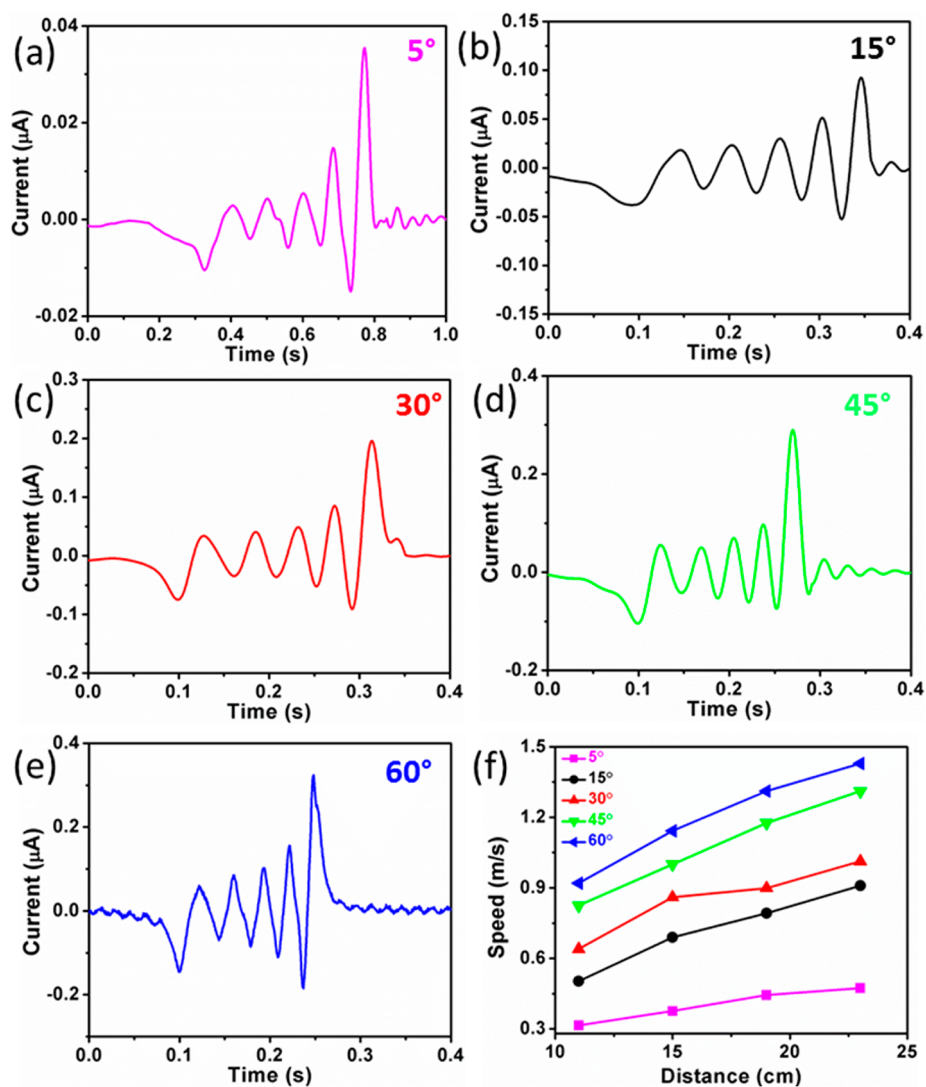 (a)
5°
0.04
0.02
0.00
-0.02
Current (μA)
0.0 0.2 0.4 0.6 0.8 1.0
Time (s)
(b)
15°
0.15
0.10
0.05
0.00
-0.05
-0.10
-0.15
Current (μA)
0.0 0.1 0.2 0.3 0.4
Time (s)
(c)
30°
0.3
0.2
0.1
0.0
-0.1
-0.2
Current (μA)
0.0 0.1 0.2 0.3 0.4
Time (s)
(d)
45°
0.4
0.2
0.0
-0.2
Current (μA)
0.0 0.1 0.2 0.3 0.4
Time (s)
(e)
60°
0.4
0.2
0.0
-0.2
Current (μA)
0.0 0.1 0.2 0.3 0.4
Time (s)
(f)
5°
15°
30°
45°
60°
1.5
1.2
0.9
0.6
0.3
Speed (m/s)
10 15 20 25
Distance (cm)